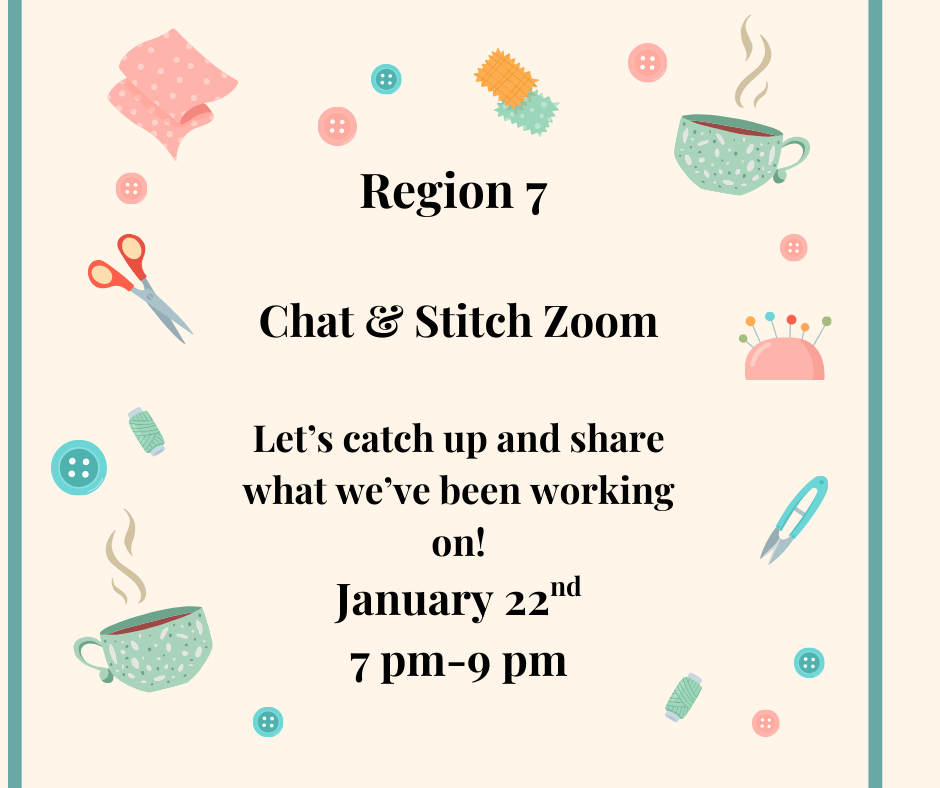 Region 7
Chat & Stitch Zoom
Let’s catch up and share
what we’ve been working
on!
January 22nd
7 pm-9 pm